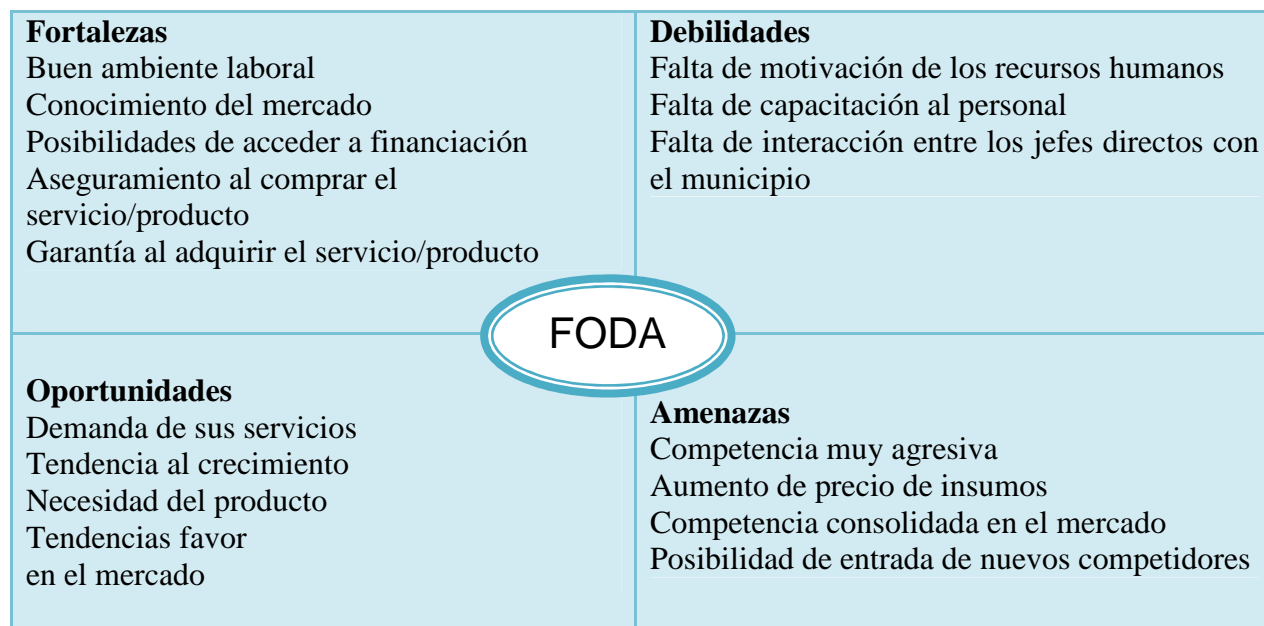 Fortalezas
Buen ambiente laboral
Conocimiento del mercado
Posibilidades de acceder a financiación
Aseguramiento al comprar el
servicio/producto
Garantía al adquirir el servicio/producto
Debilidades
Falta de motivación de los recursos humanos
Falta de capacitación al personal
Falta de interacción entre los jefes directos con
el municipio
FODA
Oportunidades
Demanda de sus servicios
Tendencia al crecimiento
Necesidad del producto
Tendencias favor
en el mercado
Amenazas
Competencia muy agresiva
Aumento de precio de insumos
Competencia consolidada en el mercado
Posibilidad de entrada de nuevos competidores